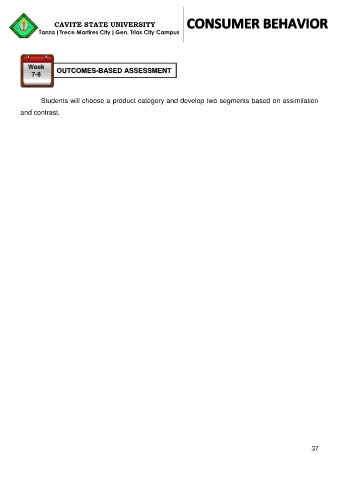 CAVITE STATE UNIVERSITY
Tanza | Trece Martires City | Gen. Trias City Campus
CONSUMER BEHAVIOR
Week
7-8
OUTCOMES-BASED ASSESSMENT
Students will choose a product category and develop two segments based on assimilation
and contrast.
37